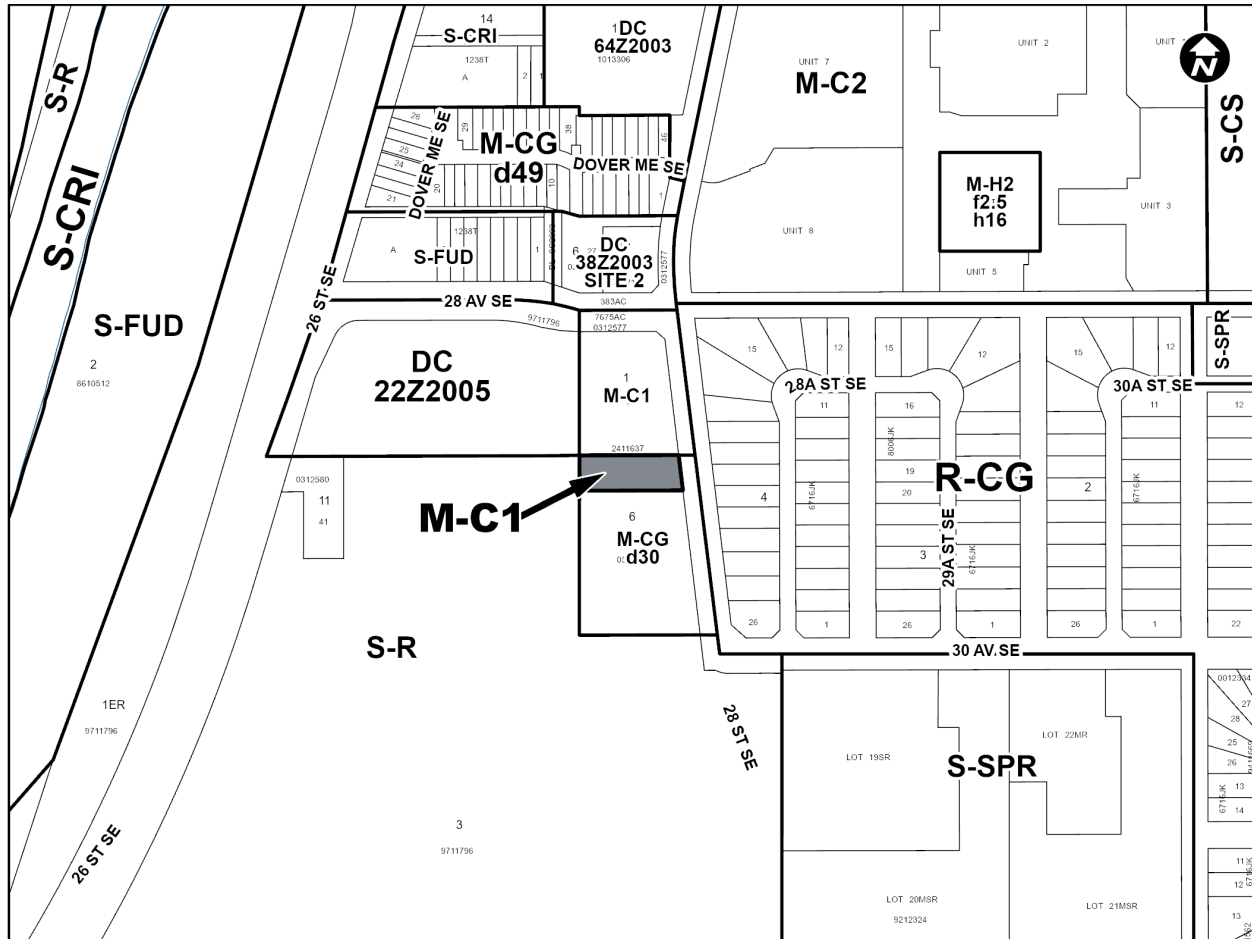 14
S-CRI
1238T
A
2
1
DC
64Z2003
1013306
UNIT 7
M-C2
UNIT 2
UNIT
N
S-CS
S-R
S-CRI
28
29
38
46
M-CG
d49
DOVER ME SE
DOVER ME SE
25
24
21
20
10
1
M-H2
f2.5
h16
UNIT 3
UNIT 8
UNIT 5
1238T
A
S-FUD
1
6
27
DC
38Z2003
SITE 2
0312577
383AC
26 ST SE
28 AV SE
S-FUD
2
8610512
9711796
7675AC
0312577
DC
22Z2005
1
M-C1
2411637
S-SPR
15
12
15
12
15
12
28A ST SE
30A ST SE
11
16
11
12
8006JK
19
20
R-CG
4
6716JK
2
6716JK
3
29A ST SE
6716JK
0312580
11
41
M-C1
6
M-CG
d30
26
1
26
1
26
1
22
30 AV SE
S-R
1ER
9711796
28 ST SE
LOT 19SR
LOT 22MR
S-SPR
0012334
27
28
25
26
9411669
13
14
6716JK
3
9711796
26 ST SE
LOT 20MSR
9212324
LOT 21MSR
11
12
6716JK
13